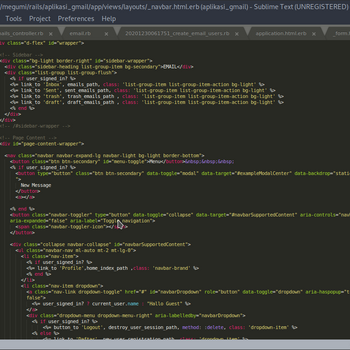 /megumi/rails/aplikasi_gmail/app/views/layouts/_navbar.html.erb (aplikasi_gmail) - Sublime Text (UNREGISTERED)
Tools Project Preferences Help
ails_controller.rb email.rb 20201230061751_create_email_users.rb application.html.erb _form.
class="d-flex" id="wrapper">
<!-- Sidebar -->
<div class="bg-light border-right" id="sidebar-wrapper">
<div class="sidebar-heading list-group-item bg-secondary">EMAIL</div>
<div class="list-group list-group-flush">
<% if user_signed_in? %>
<%= link_to 'Inbox', emails_path, class: 'list-group-item list-group-item-action bg-light' %>
<%= link_to 'Sent', sent_emails_path, class: 'list-group-item list-group-item-action bg-light' %>
<%= link_to 'trash', trash_emails_path, class: 'list-group-item list-group-item-action bg-light' %>
<%= link_to 'draft', draft_emails_path, class: 'list-group-item list-group-item-action bg-light' %>
<% end %>
</div>
</div>
<!-- /#sidebar-wrapper -->
<!-- Page Content -->
<div id="page-content-wrapper">
<nav class="navbar navbar-expand-lg navbar-light bg-light border-bottom">
<button class="btn btn-secondary" id="menu-toggle">Menu</button>&nbsp;&nbsp;&nbsp;
<% if user_signed_in? %>
<button type="button" class="btn btn-secondary" data-toggle="modal" data-target="#exampleModalCenter" data-backdrop="stati
">
New Message
</button>
<% end %>
<button class="navbar-toggler" type="button" data-toggle="collapse" data-target="#navbarSupportedContent" aria-controls="nav
aria-expanded="false" aria-label="Toggle navigation">
<span class="navbar-toggler-icon"></span>
</button>
<div class="collapse navbar-collapse" id="navbarSupportedContent">
<ul class="navbar-nav ml-auto mt-2 mt-lg-0">
<li class="nav-item">
<% if user_signed_in? %>
<%= link_to 'Profile',home_index_path ,class: 'navbar-brand' %>
<% end %>
</li>
<li class="nav-item dropdown">
<a class="nav-link dropdown-toggle" href="#" id="navbarDropdown" role="button" data-toggle="dropdown" aria-haspopup="t
false">
<%= user_signed_in ? current_user.name : "Hallo Guest" %>
</a>
<div class="dropdown-menu dropdown-menu-right" aria-labelledby="navbarDropdown">
<% if user_signed_in? %>
<%= button_to 'Logout', destroy_user_session_path, method: :delete, class: 'dropdown-item' %>
<% else %>